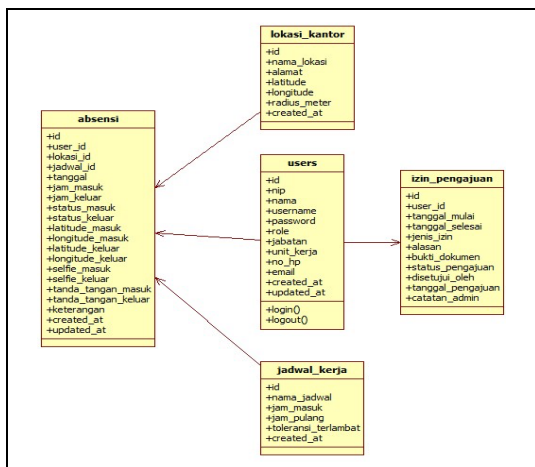 lokasi_kantor
+id
+nama_lokasi
+alamat
+latitude
+longitude
+radius_meter
+created_at
absensi
+id
+user_id
+lokasi_id
+jadwal_id
+tanggal
+jam_masuk
+jam_keluar
+status_masuk
+status_keluar
+latitude_masuk
+longitude_masuk
+latitude_keluar
+longitude_keluar
+selfie_masuk
+selfie_keluar
+tanda_tangan_masuk
+tanda_tangan_keluar
+keterangan
+created_at
+updated_at
users
+id
+nip
+nama
+username
+password
+role
+jabatan
+unit_kerja
+no_hp
+email
+created_at
+updated_at
+login()
+logout()
izin_pengajuan
+id
+user_id
+tanggal_mulai
+tanggal_selesai
+jenis_izin
+alasan
+bukti_dokumen
+status_pengajuan
+disetujui_oleh
+tanggal_pengajuan
+catatan_admin
jadwal_kerja
+id
+nama_jadwal
+jam_masuk
+jam_pulang
+toleransi_terlambat
+created_at